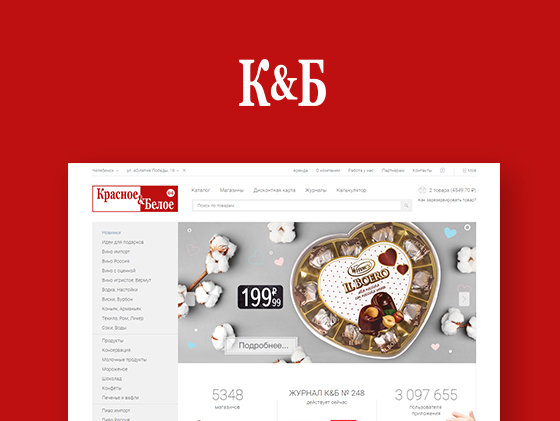 К&Б
Челябинск
ул. 40-летия Победы, 16
Аренда
О компании
Работа у нас
Партнерам
Контакты
Красное
&
Белое
Каталог
Магазины
Дисконтная карта
Журналы
Калькулятор
2 товара (4349.70 ₽)
Поиск по товарам
Как зарезервировать товар?
Новинки
Идеи для подарков
Вино импорт
Вино Россия
Вино с оценкой
Вино игристое, Вермут
Водка, Настойки
Виски, Бурбон
Коньяк, Арманьяк
Текила, Ром, Ликер
Соки, Воды
Продукты
Консервация
Молочные продукты
Мороженое
Шоколад
Конфеты
Печенье и вафли
Пиво импорт
Пиво Россия
199 99 ₽
IL BOERO
Подробнее...
5348
магазинов
ЖУРНАЛ К&Б № 248
действует сейчас
3 097 655
пользователя
приложения